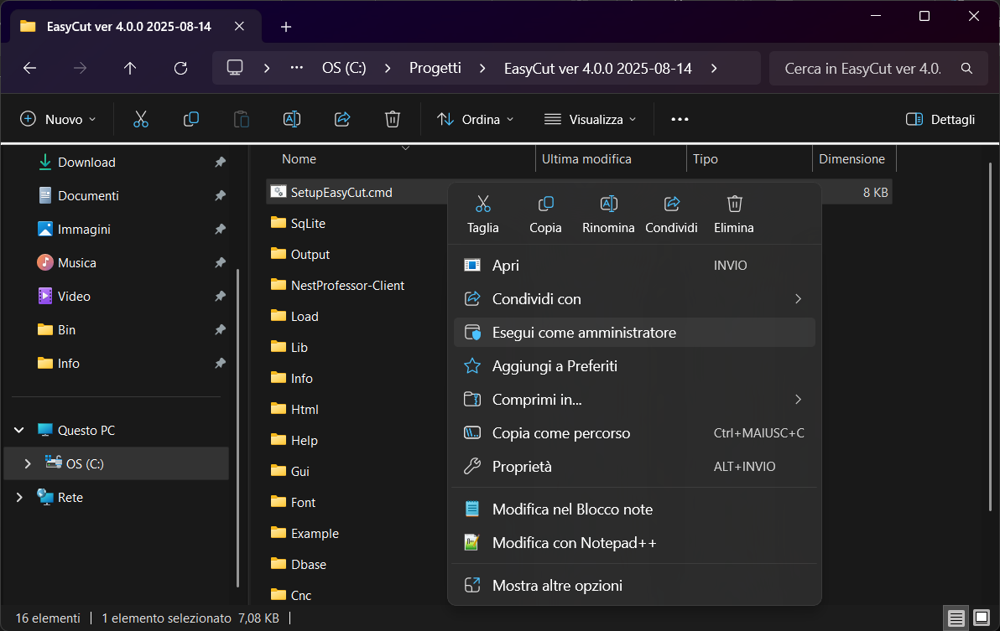 EasyCut ver 4.0.0 2025-08-14
OS (C:) Progetti EasyCut ver 4.0.0 2025-08-14 Cerca in EasyCut ver 4.0.
Nuovo Ordina Visualizza Dettagli
Download
Documenti
Immagini
Musica
Video
Bin
Info
Questo PC
OS (C:)
Rete
Nome Ultima modifica Tipo Dimensione
SetupEasyCut.cmd 8 KB
SqLite
Output
NestProfessor-Client
Load
Lib
Info
Html
Help
Gui
Font
Example
Dbase
Cnc
Taglia Copia Rinomina Condividi Elimina
Apri INVIO
Condividi con
Esegui come amministratore
Aggiungi a Preferiti
Comprimi in...
Copia come percorso Ctrl+MAIUSC+C
Proprietà ALT+INVIO
Modifica nel Blocco note
Modifica con Notepad++
Mostra altre opzioni
16 elementi 1 elemento selezionato 7,08 KB